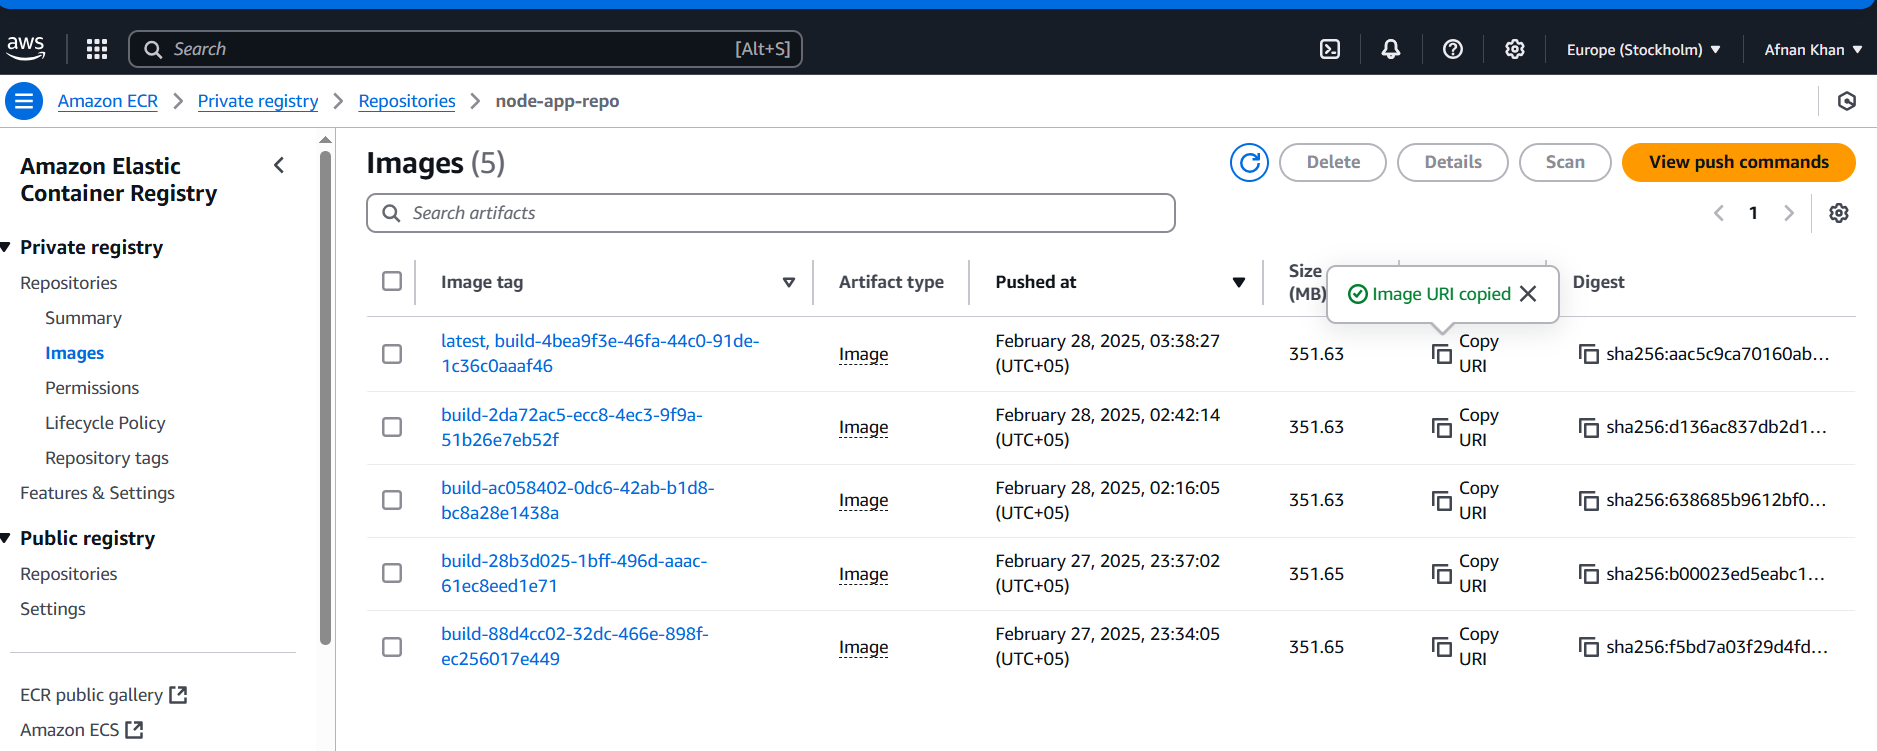 aws
Search [Alt+S]
Europe (Stockholm)
Afnan Khan
Amazon ECR
Private registry
Repositories
node-app-repo
Amazon Elastic
Container Registry
Private registry
Repositories
Summary
Images
Permissions
Lifecycle Policy
Repository tags
Features & Settings
Public registry
Repositories
Settings
ECR public gallery
Amazon ECS
Images (5)
Delete
Details
Scan
View push commands
Search artifacts
1
Image tag
Artifact type
Pushed at
Size
(MB)
Image URI copied
Digest
latest, build-4bea9f3e-46fa-44c0-91de-
1c36c0aaaf46
Image
February 28, 2025, 03:38:27
(UTC+05)
351.63
Copy
URI
sha256:aac5c9ca70160ab...
build-2da72ac5-ecc8-4ec3-9f9a-
51b26e7eb52f
Image
February 28, 2025, 02:42:14
(UTC+05)
351.63
Copy
URI
sha256:d136ac837db2d1...
build-ac058402-0dc6-42ab-b1d8-
bc8a28e1438a
Image
February 28, 2025, 02:16:05
(UTC+05)
351.63
Copy
URI
sha256:638685b9612bf0...
build-28b3d025-1bff-496d-aaac-
61ec8eed1e71
Image
February 27, 2025, 23:37:02
(UTC+05)
351.65
Copy
URI
sha256:b00023ed5eabc1...
build-88d4cc02-32dc-466e-898f-
ec256017e449
Image
February 27, 2025, 23:34:05
(UTC+05)
351.65
Copy
URI
sha256:f5bd7a03f29d4fd...